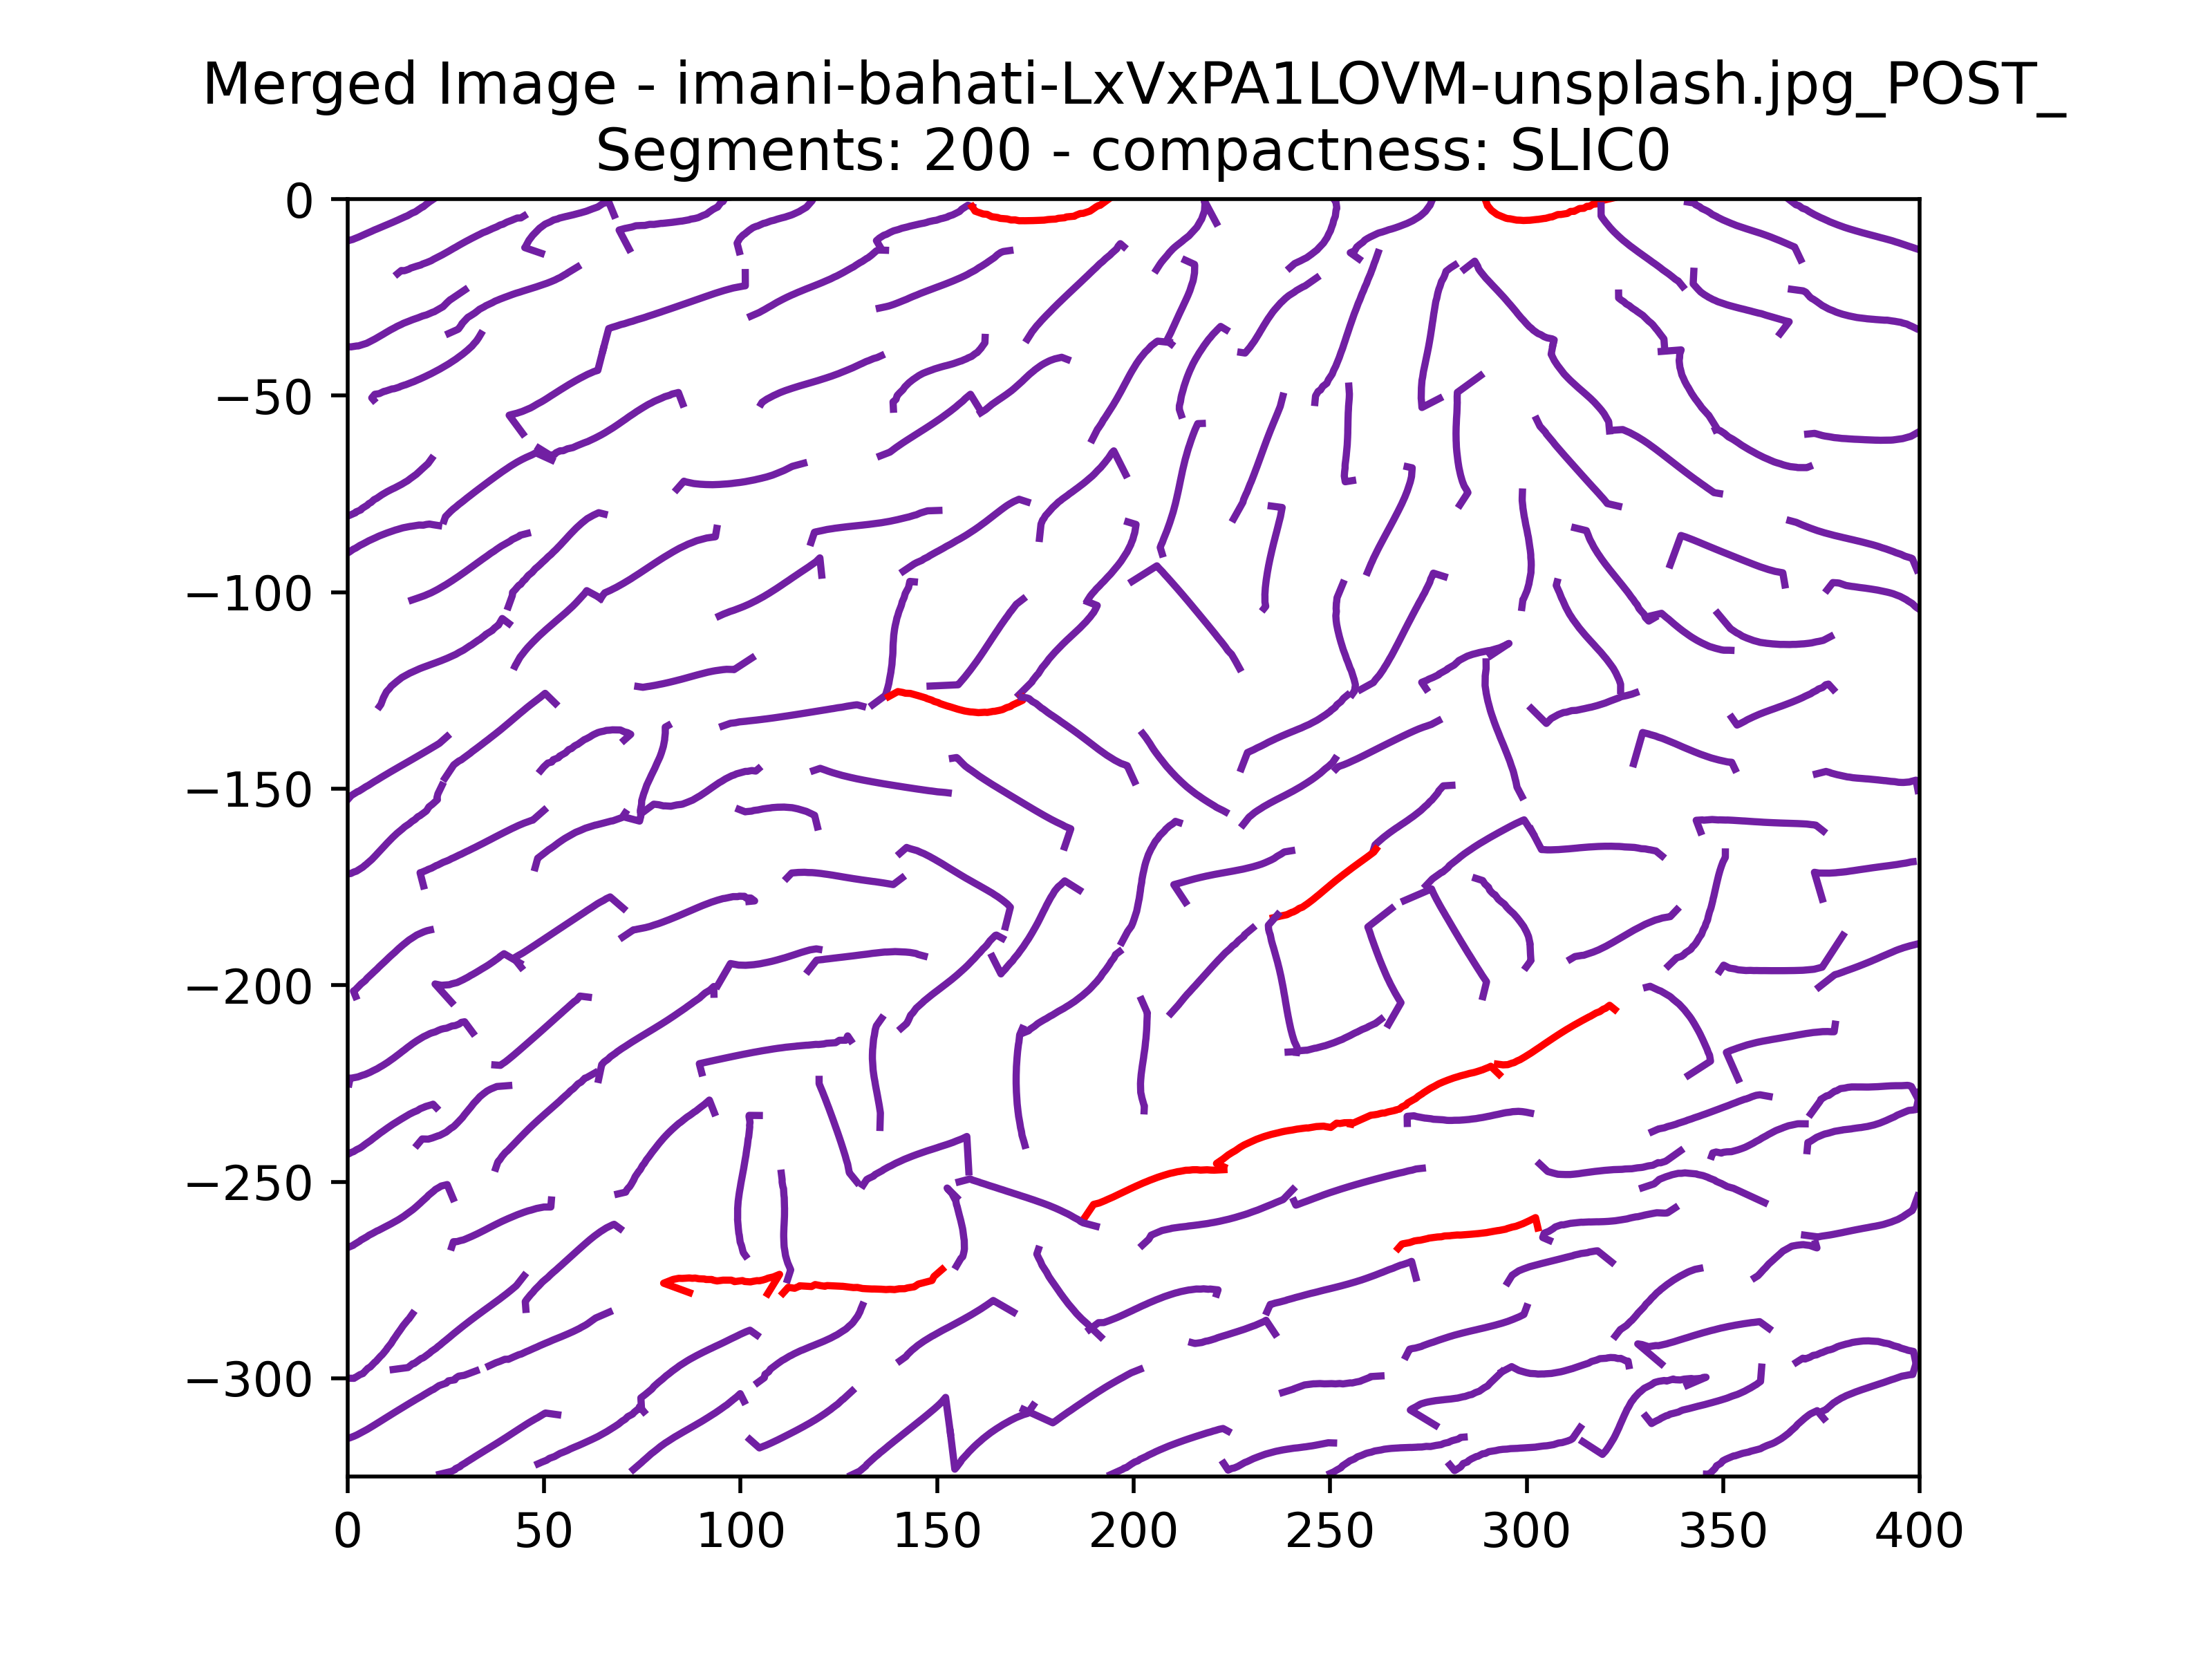 Merged Image - imani-bahati-LxVxPA1LOVM-unsplash.jpg_POST_
Segments: 200 - compactness: SLIC0
0
−50
−100
−150
−200
−250
−300
0 50 100 150 200 250 300 350 400